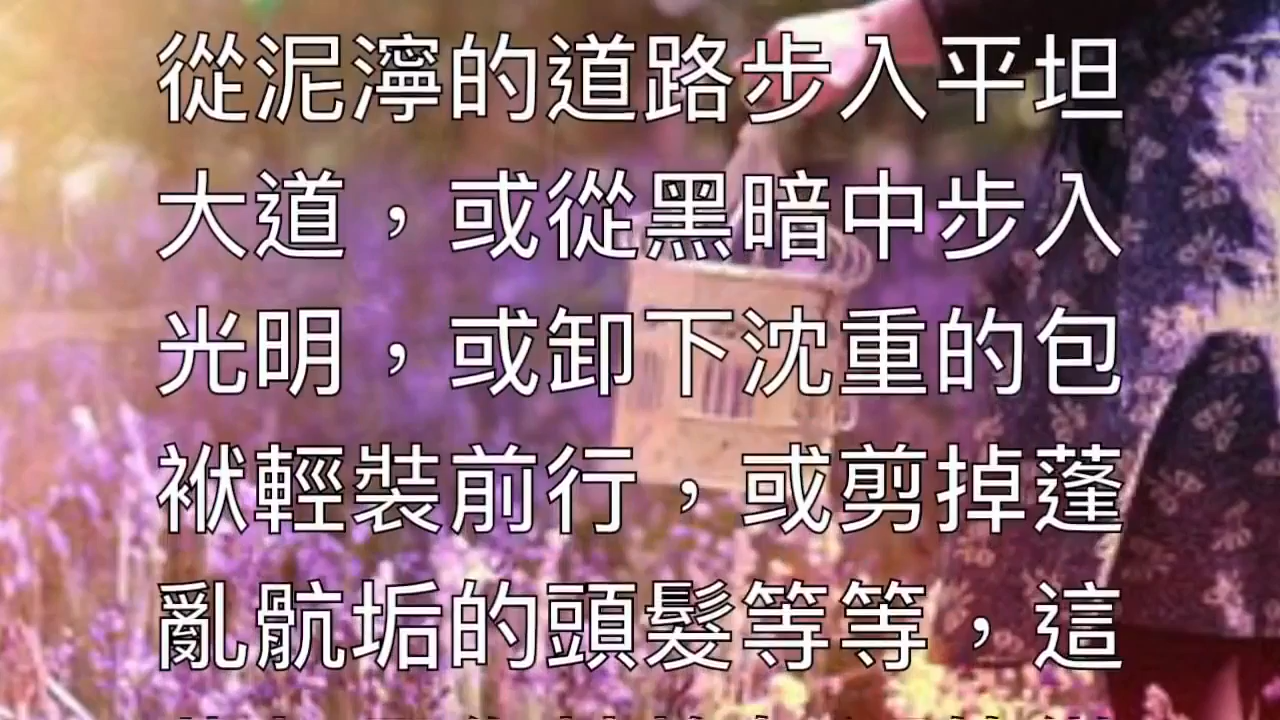 從泥濘的道路步入平坦
大道，或從黑暗中步入
光明，或卸下沈重的包
袱輕裝前行，或剪掉蓬
亂骯垢的頭髮等等，這